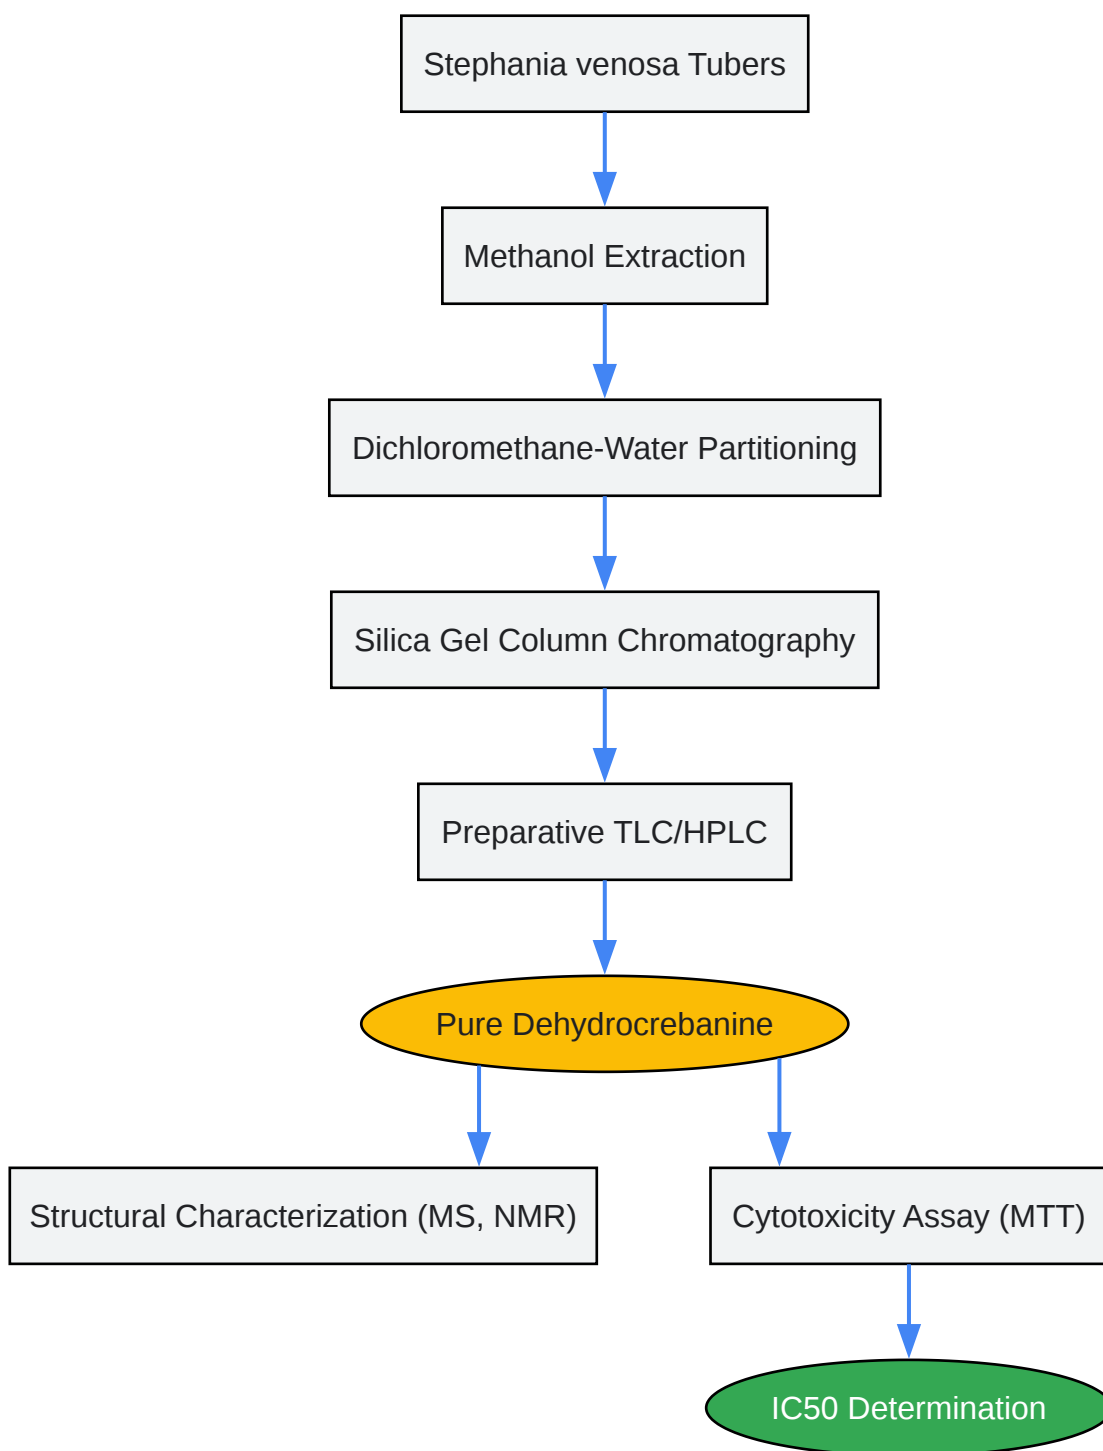 Stephania venosa Tubers
Methanol Extraction
Dichloromethane-Water Partitioning
Silica Gel Column Chromatography
Preparative TLC/HPLC
Pure Dehydrocrebanine
Structural Characterization (MS, NMR)
Cytotoxicity Assay (MTT)
IC50 Determination